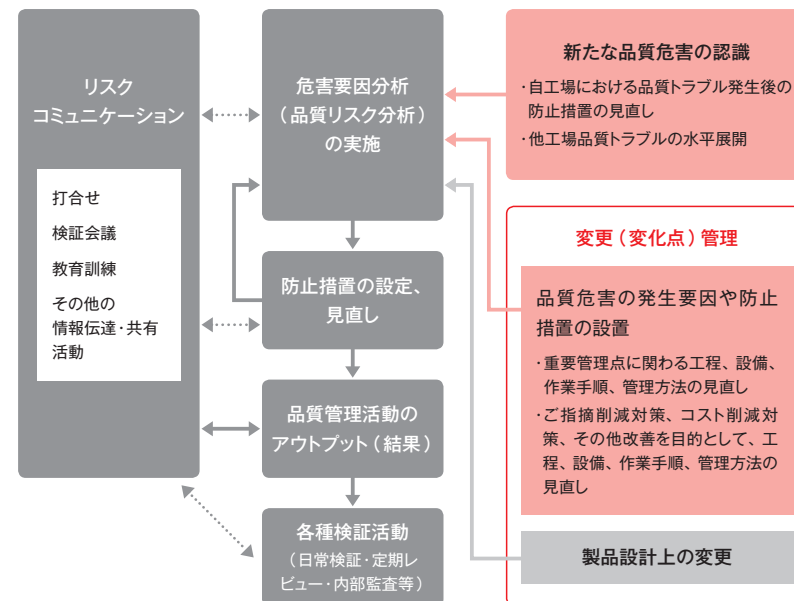 リスク
コミュニケーション
打合せ
検証会議
教育訓練
その他の
情報伝達・共有
活動
危害要因分析
（品質リスク分析）
の実施
防止措置の設定、
見直し
品質管理活動の
アウトプット（結果）
各種検証活動
（日常検証・定期レ
ビュー・内部監査等）
新たな品質危害の認識
・自工場における品質トラブル発生後の
防止措置の見直し
・他工場品質トラブルの水平展開
変更（変化点）管理
品質危害の発生要因や防止
措置の設置
・重要管理点に関わる工程、設備、
作業手順、管理方法の見直し
・ご指摘削減対策、コスト削減対
策、その他改善を目的として、工
程、設備、作業手順、管理方法の
見直し
製品設計上の変更